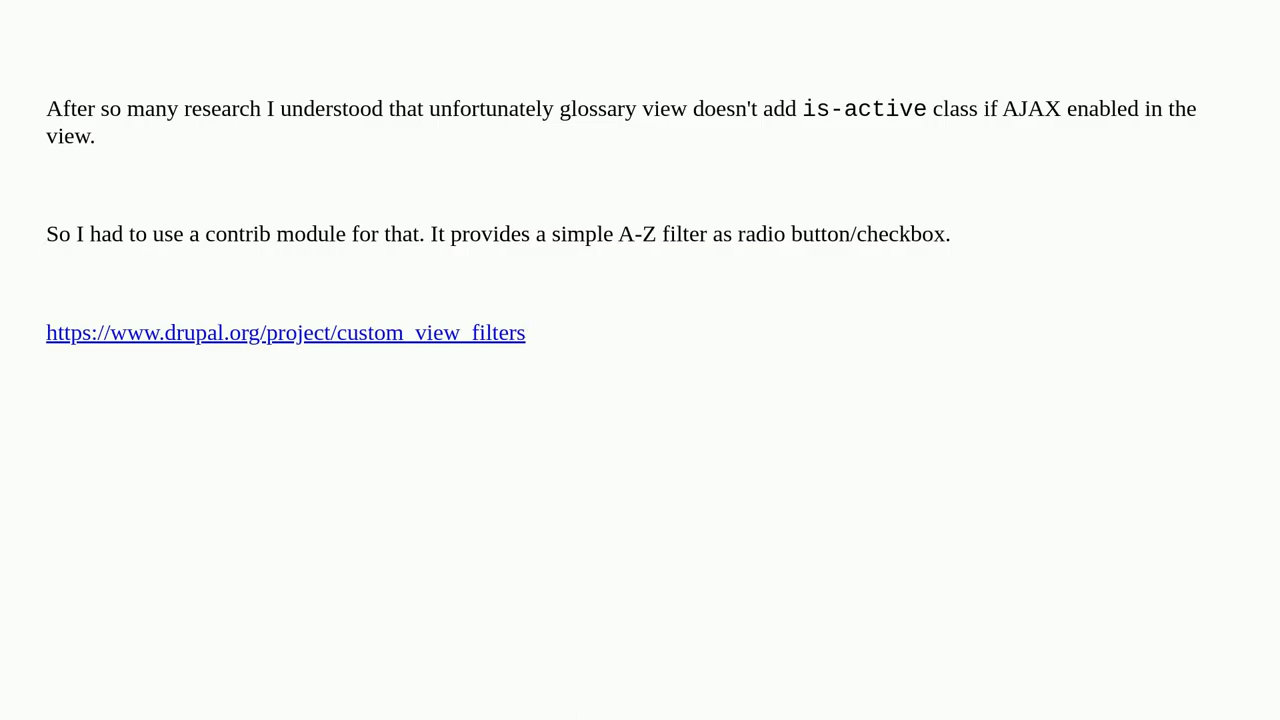 After so many research I understood that unfortunately glossary view doesn't add is-active class if AJAX enabled in the
view.
So I had to use a contrib module for that. It provides a simple A-Z filter as radio button/checkbox.
https://www.drupal.org/project/custom_view_filters